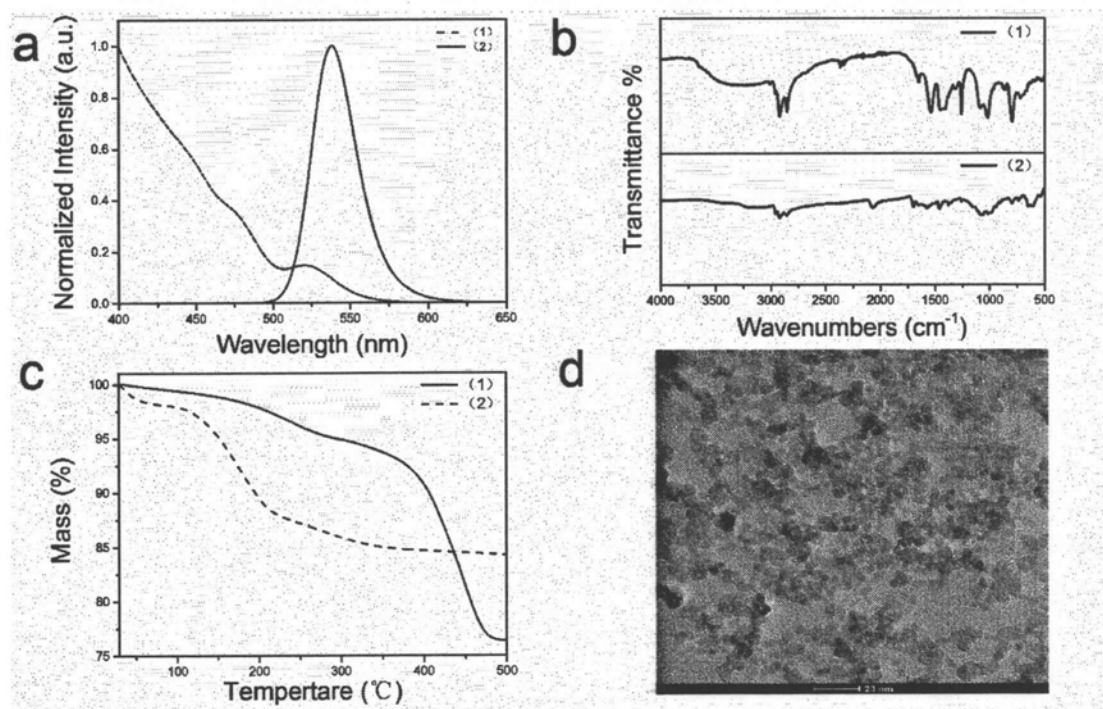 a
Normalized Intensity (a.u.)
1.0
0.8
0.6
0.4
0.2
0.0
(1)
(2)
400 450 500 550 600 650
Wavelength (nm)
b
Transmittance %
(1)
(2)
4000 3500 3000 2500 2000 1500 1000 500
Wavenumbers (cm⁻¹)
c
Mass (%)
100
95
90
85
80
75
(1)
(2)
100 200 300 400 500
Tempertare (℃)
d